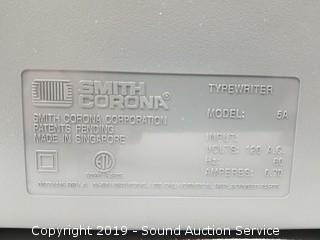 SMITH
CORONA®
TYPEWRITER
SMITH CORONA CORPORATION
PATENTS PENDING
MADE IN SINGAPORE
MODEL: 5A
INPUT:
VOLTS: 120 A.C.
Hz: 60
AMPERES: 0.70
Copyright 2019 - Sound Auction Service